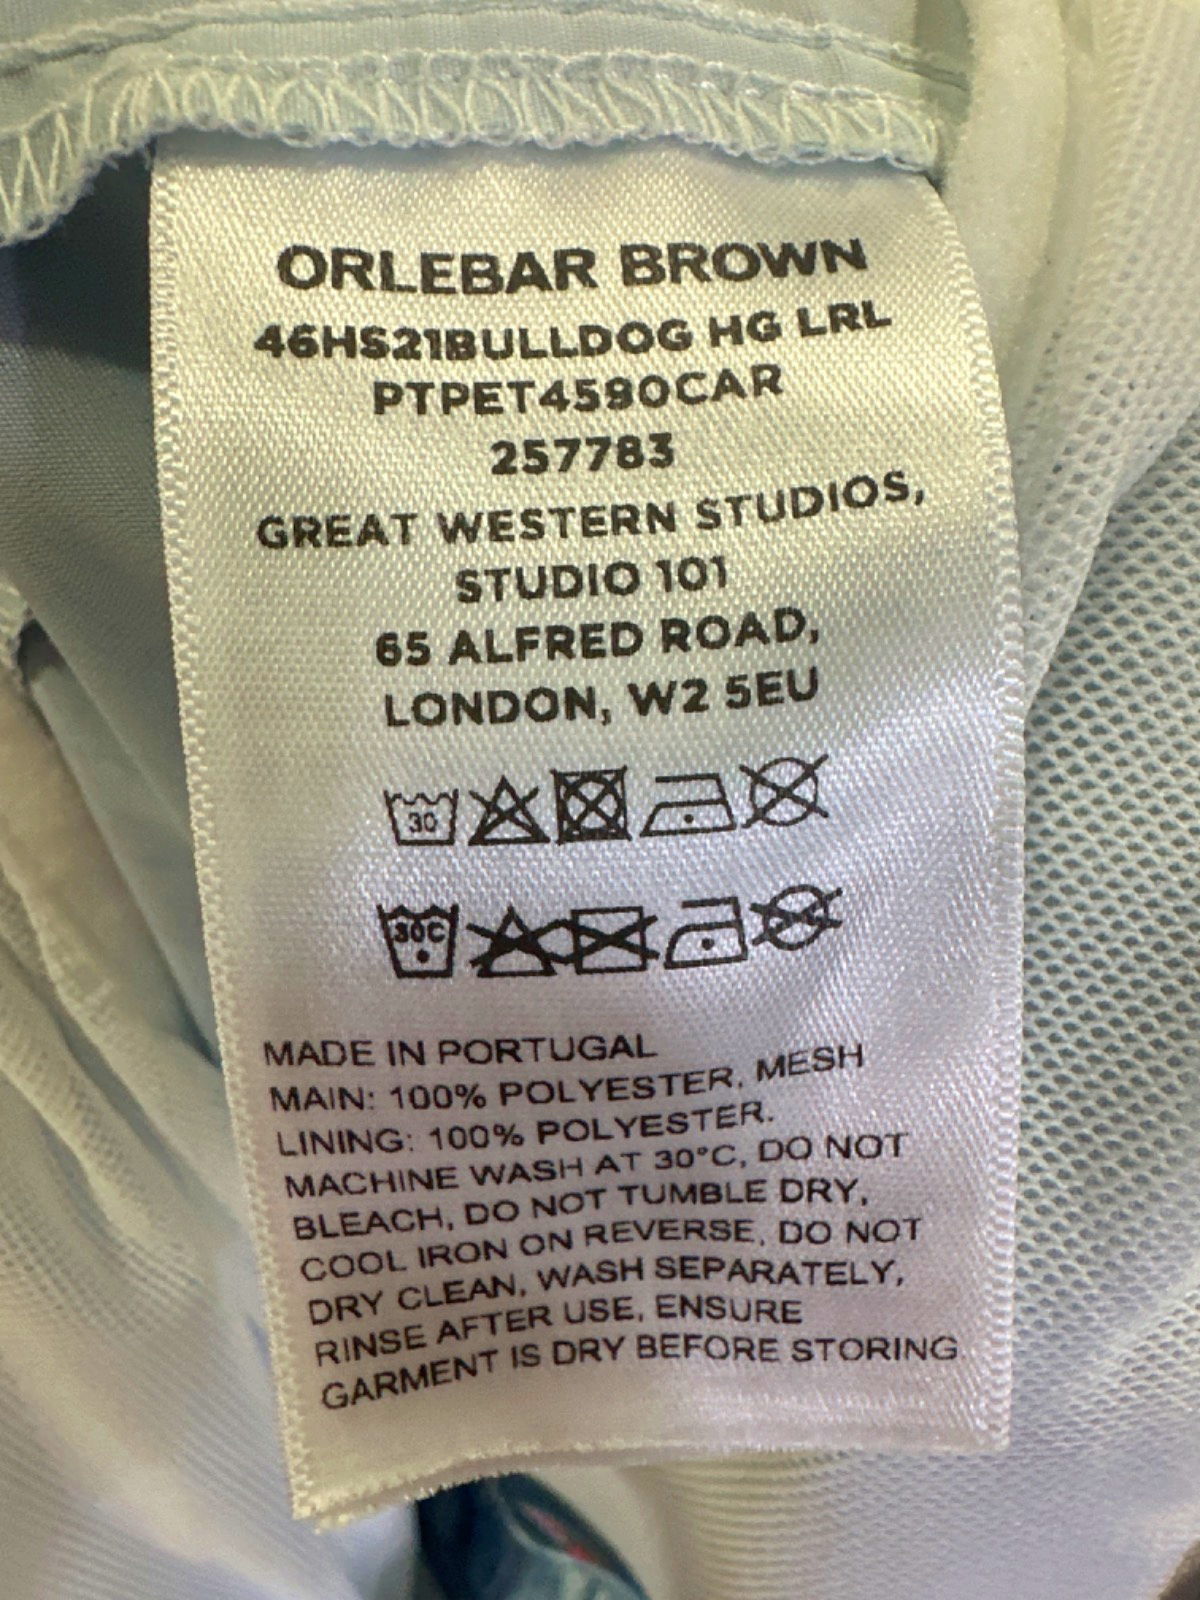 ORLEBAR BROWN
46HS21BULLDOG HG LRL
PTPET4590CAR
257783
GREAT WESTERN STUDIOS,
STUDIO 101
65 ALFRED ROAD,
LONDON, W2 5EU
30
30C
MADE IN PORTUGAL
MAIN: 100% POLYESTER, MESH
LINING: 100% POLYESTER.
MACHINE WASH AT 30°C, DO NOT
BLEACH, DO NOT TUMBLE DRY,
COOL IRON ON REVERSE, DO NOT
DRY CLEAN, WASH SEPARATELY,
RINSE AFTER USE, ENSURE
GARMENT IS DRY BEFORE STORING